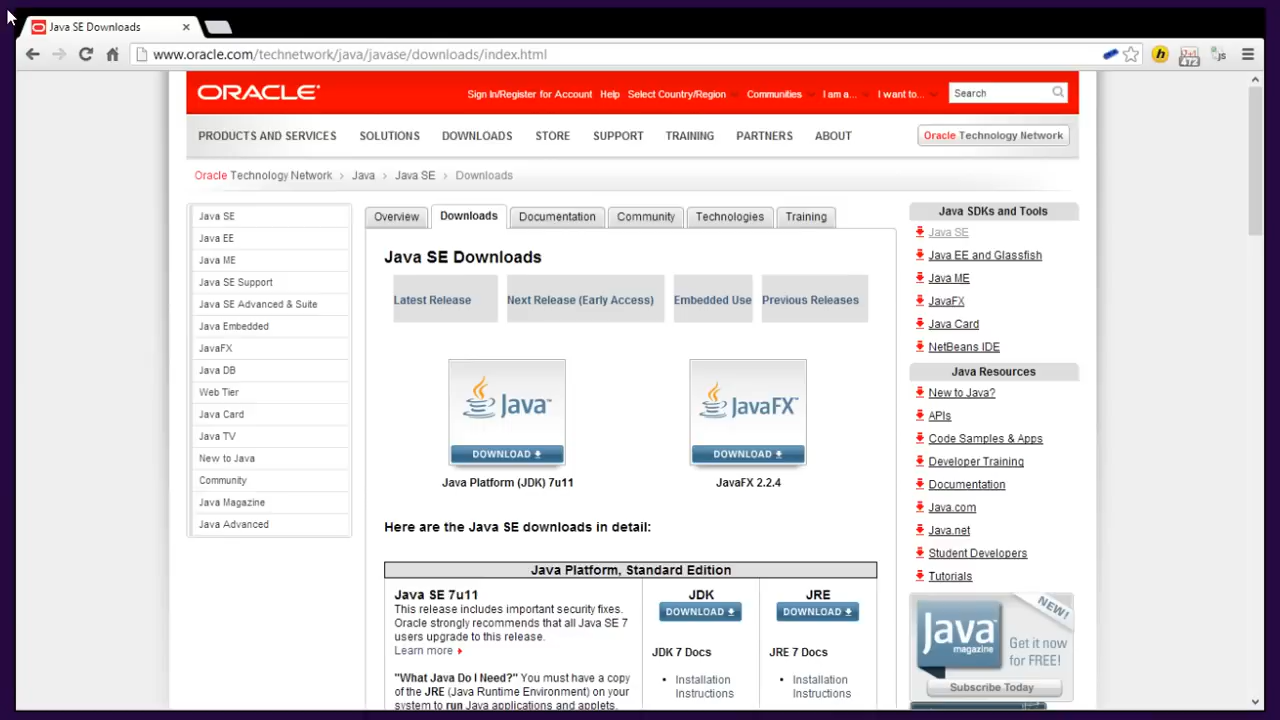 Java SE Downloads
www.oracle.com/technetwork/java/javase/downloads/index.html
ORACLE
Sign In/Register for Account Help Select Country/Region Communities I am a... I want to... Search
PRODUCTS AND SERVICES SOLUTIONS DOWNLOADS STORE SUPPORT TRAINING PARTNERS ABOUT Oracle Technology Network
Oracle Technology Network > Java > Java SE > Downloads
Java SE
Java EE
Java ME
Java SE Support
Java SE Advanced & Suite
Java Embedded
JavaFX
Java DB
Web Tier
Java Card
Java TV
New to Java
Community
Java Magazine
Java Advanced
Overview Downloads Documentation Community Technologies Training
Java SE Downloads
Latest Release Next Release (Early Access) Embedded Use Previous Releases
Java™ JavaFX™
DOWNLOAD DOWNLOAD
Java Platform (JDK) 7u11 JavaFX 2.2.4
Here are the Java SE downloads in detail:
Java Platform, Standard Edition
Java SE 7u11
This release includes important security fixes.
Oracle strongly recommends that all Java SE 7
users upgrade to this release.
Learn more
"What Java Do I Need?" You must have a copy
of the JRE (Java Runtime Environment) on your
system to run Java applications and applets.
JDK
DOWNLOAD
JDK 7 Docs
• Installation
Instructions
JRE
DOWNLOAD
JRE 7 Docs
• Installation
Instructions
Java SDKs and Tools
Java SE
Java EE and Glassfish
Java ME
JavaFX
Java Card
NetBeans IDE
Java Resources
New to Java?
APIs
Code Samples & Apps
Developer Training
Documentation
Java.com
Java.net
Student Developers
Tutorials
NEW!
Java
magazine
Get it now
for FREE!
Subscribe Today